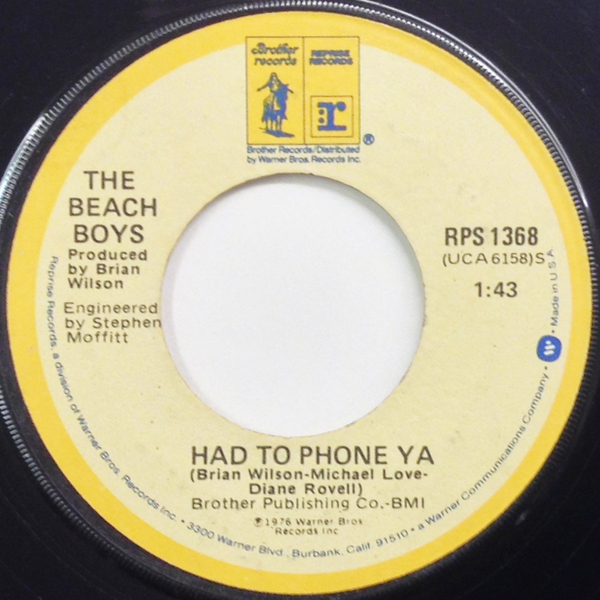 Brother records
REPRISE RECORDS
r
®
Brother Records/Distributed
by Warner Bros. Records Inc.
THE
BEACH
BOYS
Produced
by Brian
Wilson
Engineered
by Stephen
Moffitt
RPS 1368
(UCA 6158)S
1:43
HAD TO PHONE YA
(Brian Wilson-Michael Love-
Diane Rovell)
Brother Publishing Co.-BMI
℗1976 Warner Bros
Records Inc
Reprise Records, a division of Warner Bros. Records Inc. • 3300 Warner Blvd., Burbank, Calif. 91510 • a Warner Communications Company • W • Made in U.S.A.